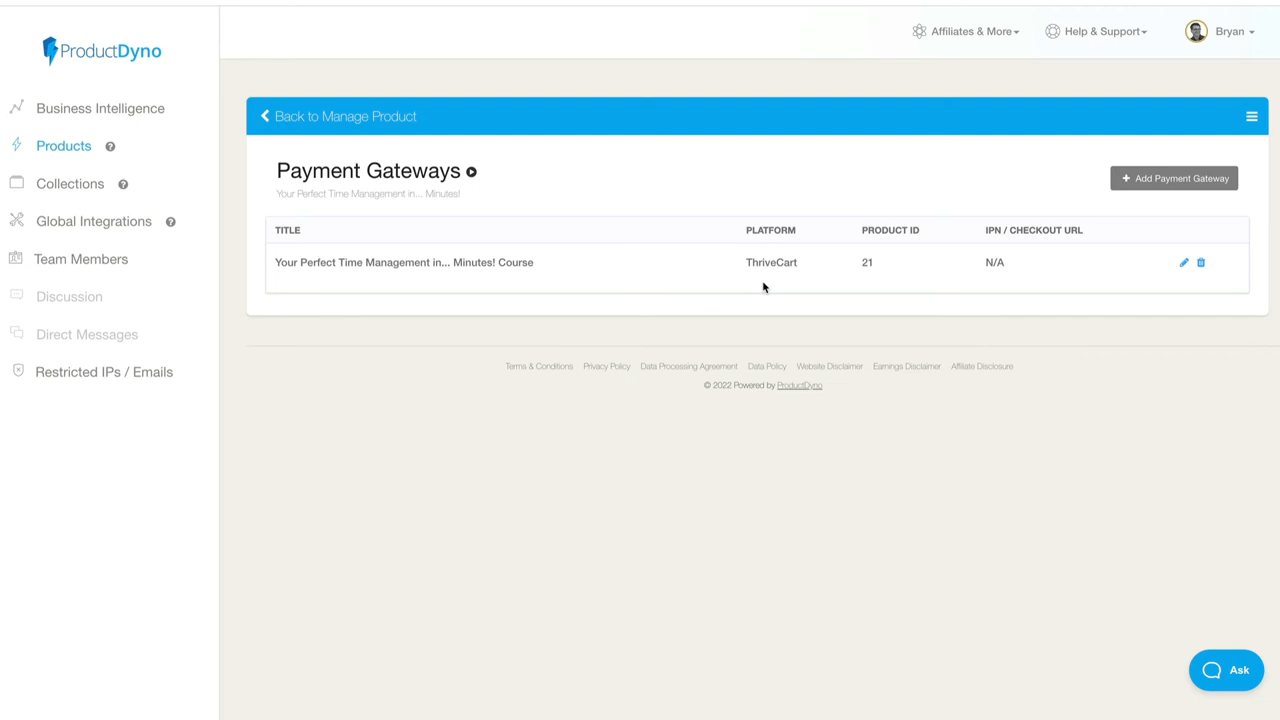 ProductDyno
Affiliates & More
Help & Support
Bryan
Business Intelligence
Products
Collections
Global Integrations
Team Members
Discussion
Direct Messages
Restricted IPs / Emails
Back to Manage Product
Payment Gateways
Your Perfect Time Management in... Minutes!
+ Add Payment Gateway
TITLE PLATFORM PRODUCT ID IPN / CHECKOUT URL
Your Perfect Time Management in... Minutes! Course ThriveCart 21 N/A
Terms & Conditions Privacy Policy Data Processing Agreement Data Policy Website Disclaimer Earnings Disclaimer Affiliate Disclosure
© 2022 Powered by ProductDyno
Ask